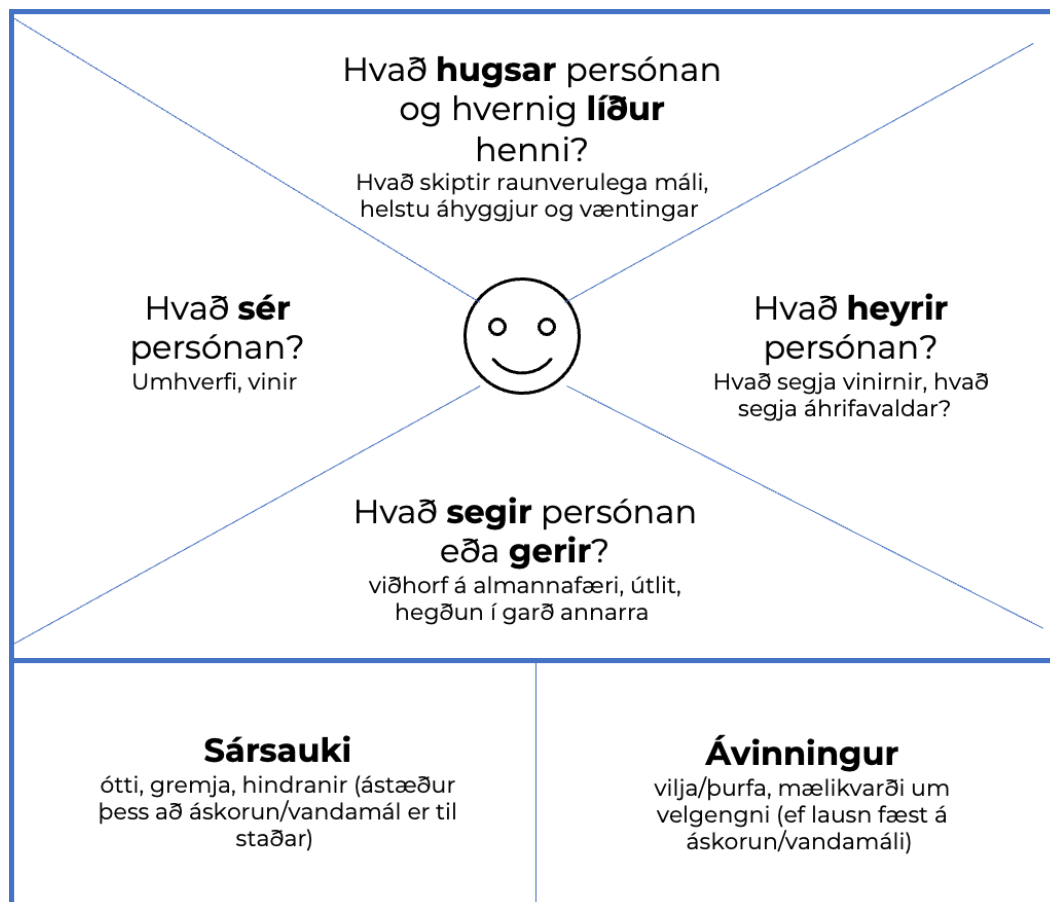 Hvað hugsar persónan
og hvernig líður
henni?
Hvað skiptir raunverulega máli,
helstu áhyggjur og væntingar
Hvað sér
persónan?
Umhverfi, vinir
Hvað heyrir
persónan?
Hvað segja vinirnir, hvað
segja áhrifavaldar?
Hvað segir persónan
eða gerir?
viðhorf á almannafæri, útlit,
hegðun í garð annarra
Sársauki
ótti, gremja, hindranir (ástæður
þess að áskorun/vandamál er til
staðar)
Ávinningur
vilja/þurfa, mælikvarði um
velgengni (ef lausn fæst á
áskorun/vandamáli)